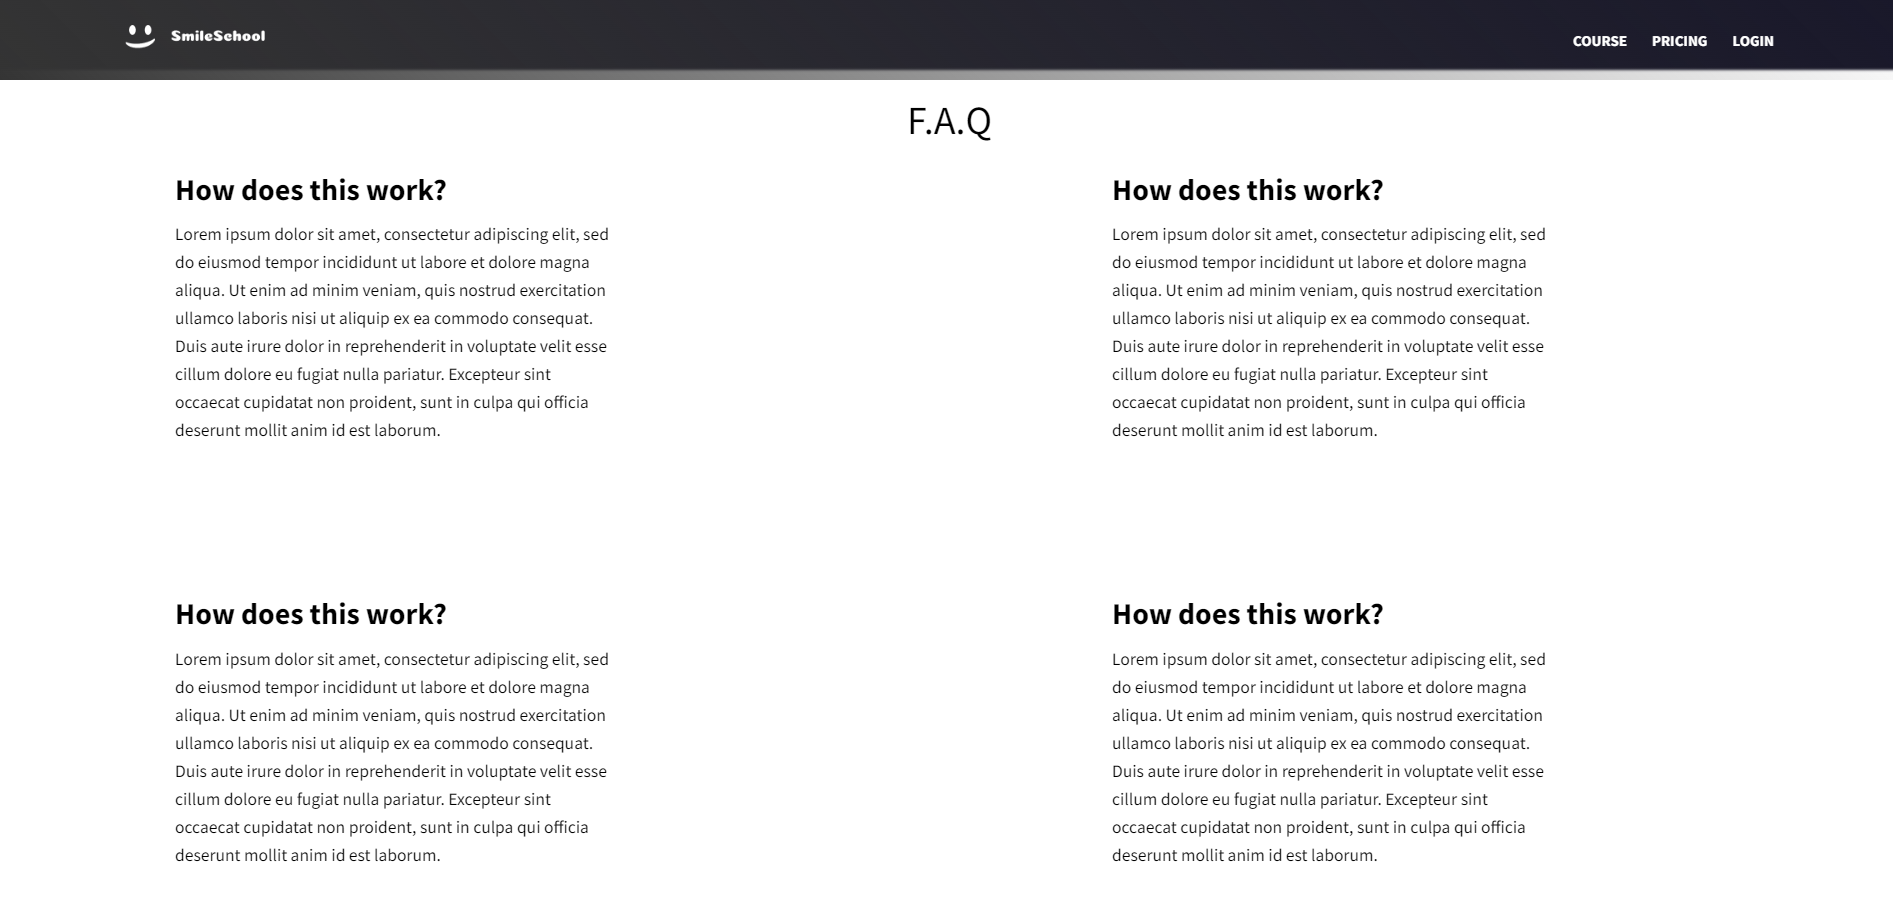 SmileSchool
COURSE PRICING LOGIN
F.A.Q
How does this work?
Lorem ipsum dolor sit amet, consectetur adipiscing elit, sed
do eiusmod tempor incididunt ut labore et dolore magna
aliqua. Ut enim ad minim veniam, quis nostrud exercitation
ullamco laboris nisi ut aliquip ex ea commodo consequat.
Duis aute irure dolor in reprehenderit in voluptate velit esse
cillum dolore eu fugiat nulla pariatur. Excepteur sint
occaecat cupidatat non proident, sunt in culpa qui officia
deserunt mollit anim id est laborum.
How does this work?
Lorem ipsum dolor sit amet, consectetur adipiscing elit, sed
do eiusmod tempor incididunt ut labore et dolore magna
aliqua. Ut enim ad minim veniam, quis nostrud exercitation
ullamco laboris nisi ut aliquip ex ea commodo consequat.
Duis aute irure dolor in reprehenderit in voluptate velit esse
cillum dolore eu fugiat nulla pariatur. Excepteur sint
occaecat cupidatat non proident, sunt in culpa qui officia
deserunt mollit anim id est laborum.
How does this work?
Lorem ipsum dolor sit amet, consectetur adipiscing elit, sed
do eiusmod tempor incididunt ut labore et dolore magna
aliqua. Ut enim ad minim veniam, quis nostrud exercitation
ullamco laboris nisi ut aliquip ex ea commodo consequat.
Duis aute irure dolor in reprehenderit in voluptate velit esse
cillum dolore eu fugiat nulla pariatur. Excepteur sint
occaecat cupidatat non proident, sunt in culpa qui officia
deserunt mollit anim id est laborum.
How does this work?
Lorem ipsum dolor sit amet, consectetur adipiscing elit, sed
do eiusmod tempor incididunt ut labore et dolore magna
aliqua. Ut enim ad minim veniam, quis nostrud exercitation
ullamco laboris nisi ut aliquip ex ea commodo consequat.
Duis aute irure dolor in reprehenderit in voluptate velit esse
cillum dolore eu fugiat nulla pariatur. Excepteur sint
occaecat cupidatat non proident, sunt in culpa qui officia
deserunt mollit anim id est laborum.